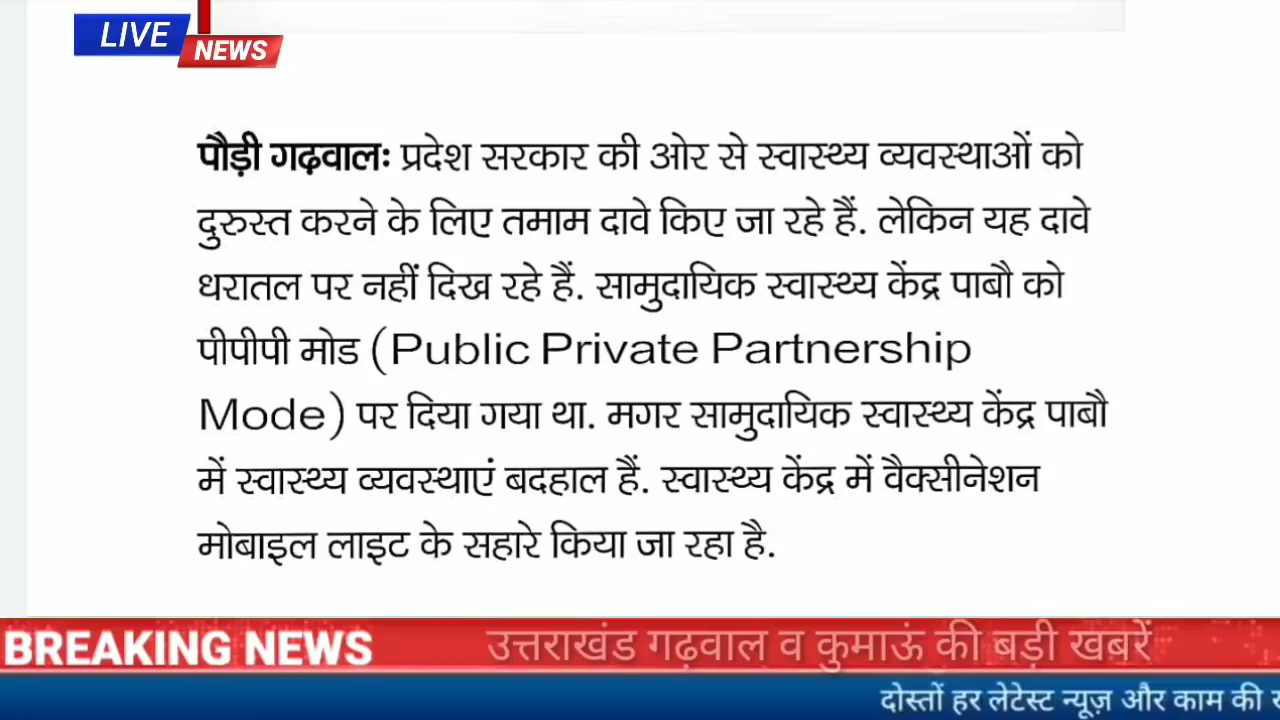 LIVE
NEWS
पौड़ी गढ़वालः प्रदेश सरकार की ओर से स्वास्थ्य व्यवस्थाओं को
दुरुस्त करने के लिए तमाम दावे किए जा रहे हैं. लेकिन यह दावे
धरातल पर नहीं दिख रहे हैं. सामुदायिक स्वास्थ्य केंद्र पाबौ को
पीपीपी मोड (Public Private Partnership
Mode) पर दिया गया था. मगर सामुदायिक स्वास्थ्य केंद्र पाबौ
में स्वास्थ्य व्यवस्थाएं बदहाल हैं. स्वास्थ्य केंद्र में वैक्सीनेशन
मोबाइल लाइट के सहारे किया जा रहा है.
BREAKING NEWS उत्तराखंड गढ़वाल व कुमाऊं की बड़ी खबरें
दोस्तों हर लेटेस्ट न्यूज़ और काम की